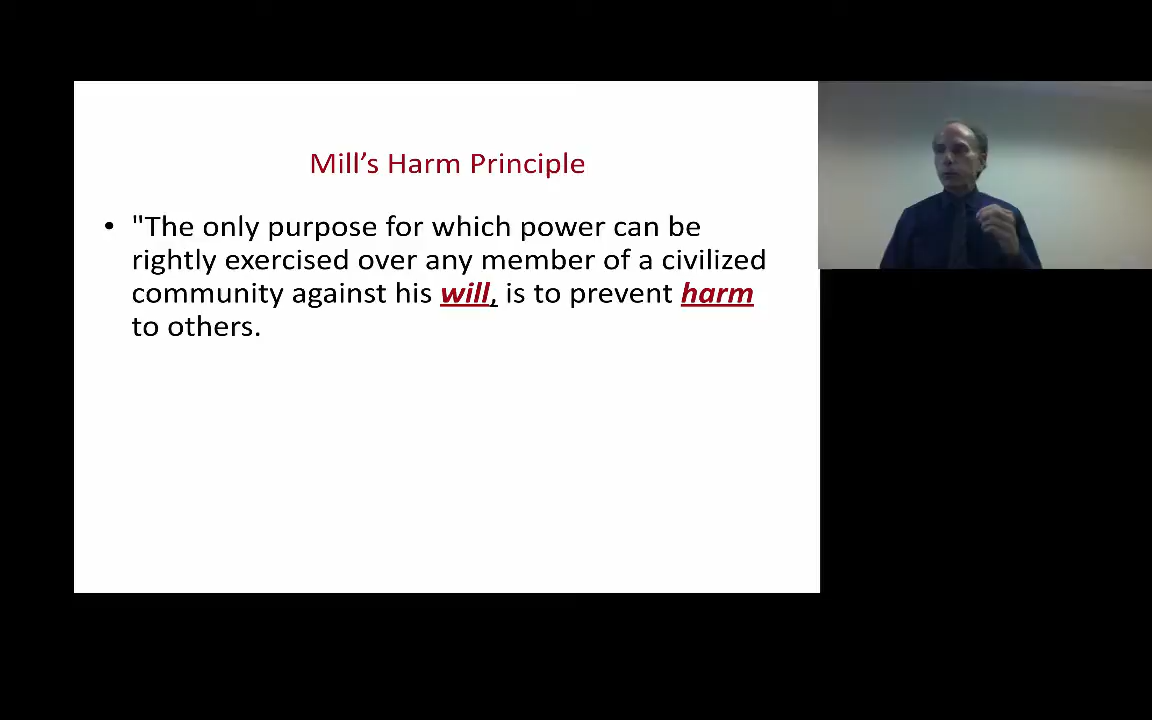 Mill’s Harm Principle
• "The only purpose for which power can be
rightly exercised over any member of a civilized
community against his will, is to prevent harm
to others.